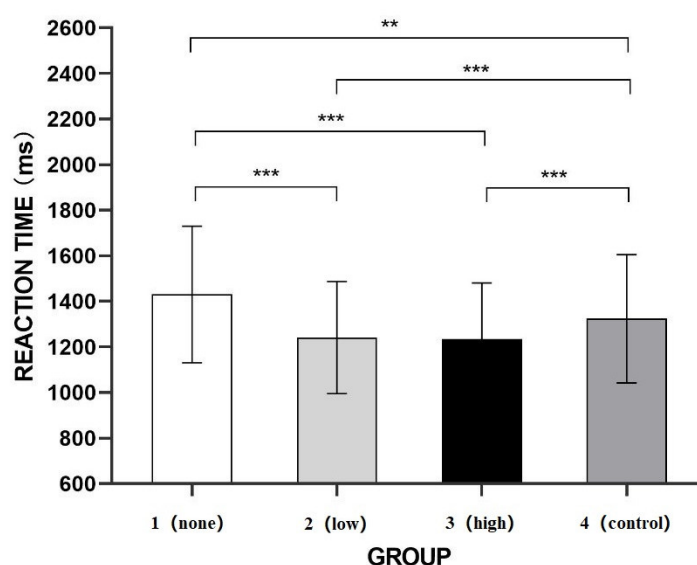 REACTION TIME（ms）
2600
2400
2200
2000
1800
1600
1400
1200
1000
800
600
**
***
***
***
***
1（none）
2（low）
3（high）
4（control）
GROUP